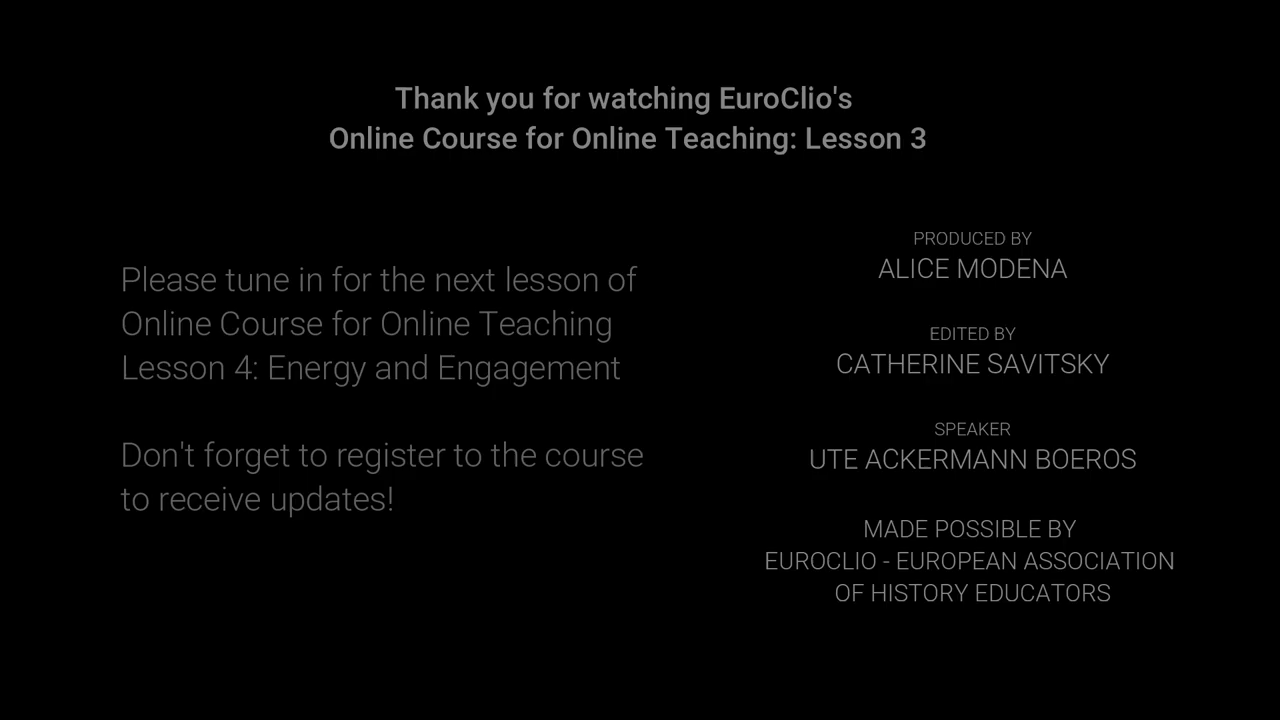 Thank you for watching EuroClio's
Online Course for Online Teaching: Lesson 3
Please tune in for the next lesson of
Online Course for Online Teaching
Lesson 4: Energy and Engagement
Don't forget to register to the course
to receive updates!
PRODUCED BY
ALICE MODENA
EDITED BY
CATHERINE SAVITSKY
SPEAKER
UTE ACKERMANN BOEROS
MADE POSSIBLE BY
EUROCLIO - EUROPEAN ASSOCIATION
OF HISTORY EDUCATORS